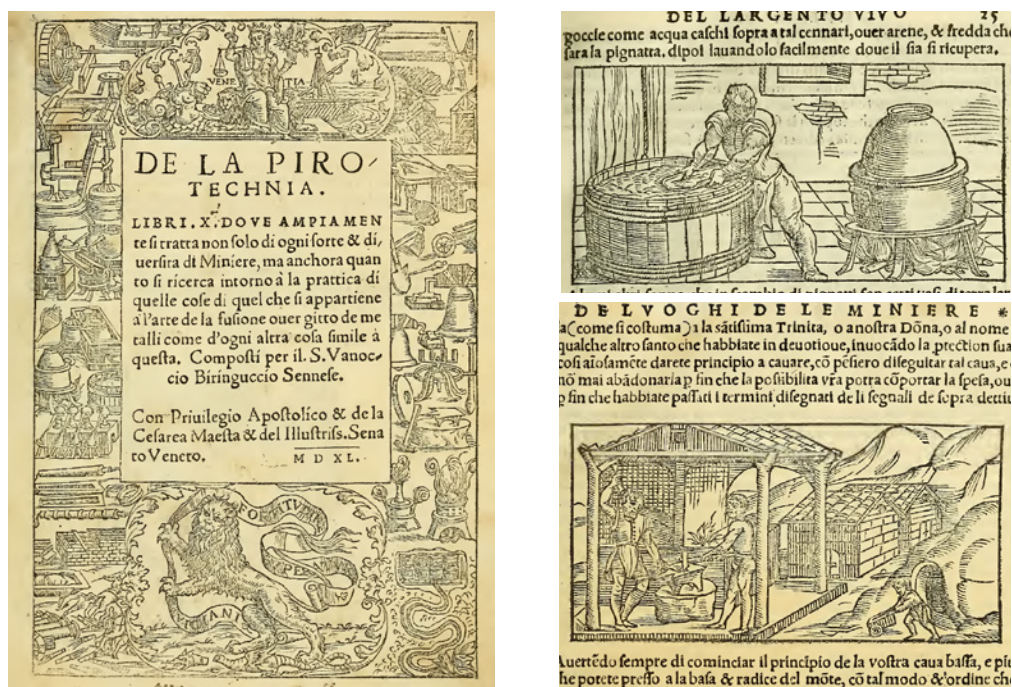 VENE TIA
DE LA PIRO/
TECHNIA.
LIBRI. X. DOVE AMPIAMEN
te si tratta non solo di ogni sorte & di/
uersita di Miniere, ma anchora quan
to si ricerca intorno à la prattica di
quelle cose di quel che si appartiene
a l'arte de la fusione ouer gitto de me
talli come d'ogni altra cosa simile à
questa. Composti per il. S. Vanoc/
cio Biringuccio Sennese.
Con Priuilegio Apostolico & de la
Cesarea Maesta & del Illustriss. Sena
to Veneto. M D XL.
DEL LARGENTO VIVO 25
goccie come acqua caschi sopra a tal cennari, ouer arene, & fredda che
sara la pignatta. dipoi lauandolo facilmente doue il sia si ricupera.
DE LVOGHI DE LE MINIERE *
a (come si costuma) a la sãtissima Trinita, o a nostra Dõna, o al nome
qualche altro santo che habbiate in deuotioue, inuocãdo la ptection sua
cosi aĩosamẽte darete principio a cauare, cõ pẽsiero di seguitar tal caua, e
nõ mai abãdonarla p fin che la possibilita vr̃a potra cõportar la spesa, ou
p fin che habbiate passati i termini disegnati de li segnali de sopra detti
Auertẽdo sempre di cominciar il principio de la vostra caua bassa, e piu
he potete presso a la basa & radice del mõte, cõ tal modo & ordine che